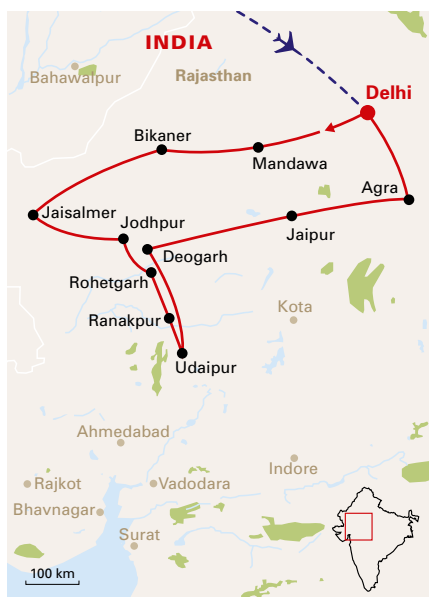 INDIA
Bahawalpur
Rajasthan
Delhi
Bikaner
Mandawa
Agra
Jaisalmer
Jodhpur
Jaipur
Deogarh
Rohetgarh
Kota
Ranakpur
Udaipur
Ahmedabad
Indore
Rajkot
Vadodara
Bhavnagar
Surat
100 km